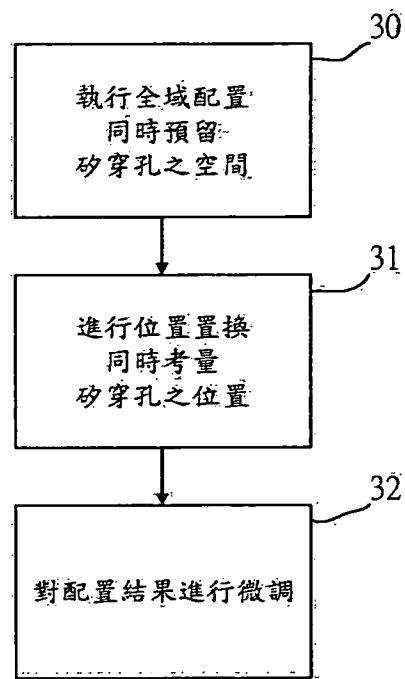 30
執行全域配置
同時預留
矽穿孔之空間
31
進行位置置換
同時考量
矽穿孔之位置
32
對配置結果進行微調